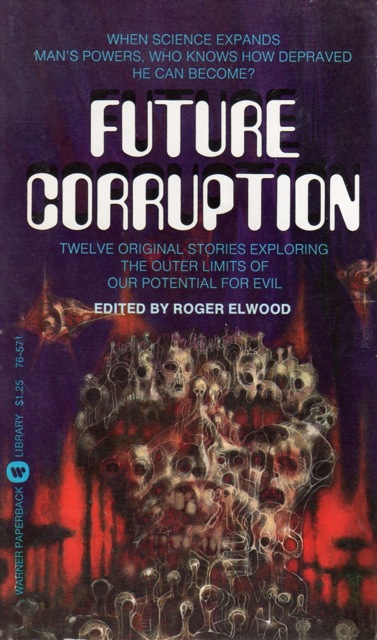 WHEN SCIENCE EXPANDS
MAN'S POWERS, WHO KNOWS HOW DEPRAVED
HE CAN BECOME?
FUTURE
CORRUPTION
TWELVE ORIGINAL STORIES EXPLORING
THE OUTER LIMITS OF
OUR POTENTIAL FOR EVIL
EDITED BY ROGER ELWOOD
WARNER PAPERBACK W LIBRARY $1.25 76-571